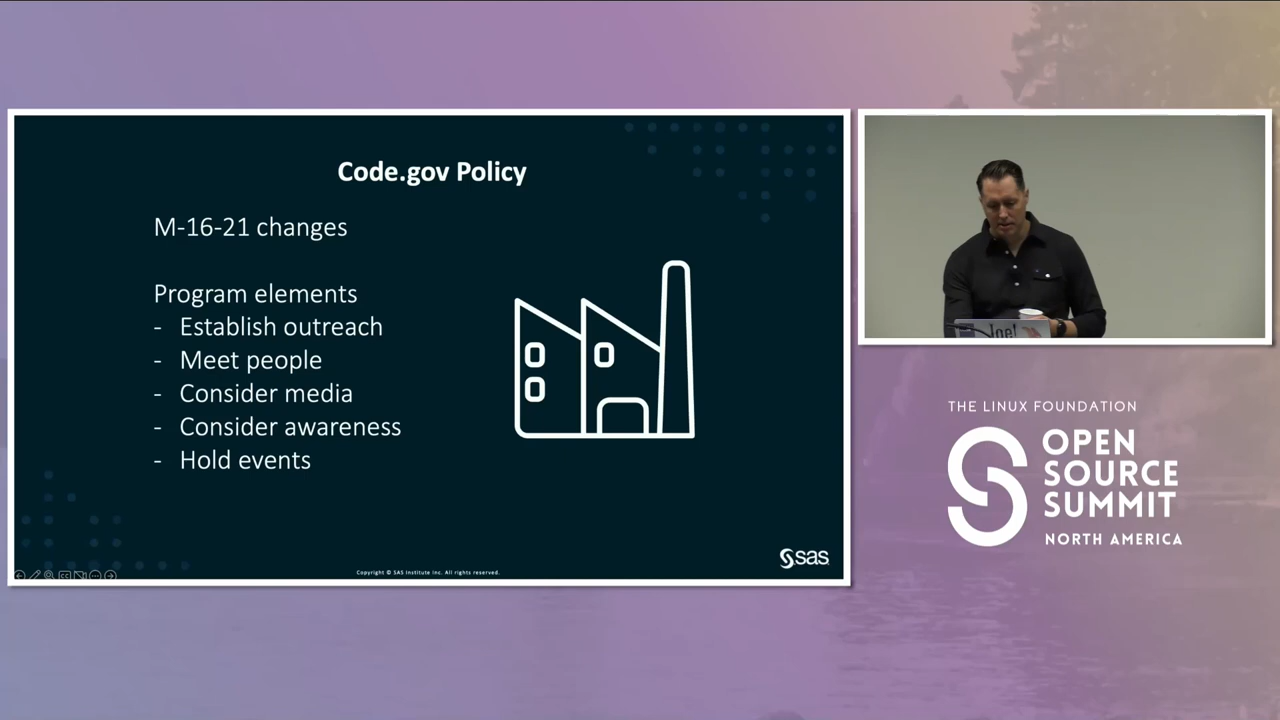 Code.gov Policy
M-16-21 changes
Program elements
- Establish outreach
- Meet people
- Consider media
- Consider awareness
- Hold events
Copyright © SAS Institute Inc. All rights reserved.
sas
Joe!
THE LINUX FOUNDATION
OPEN
SOURCE
SUMMIT
NORTH AMERICA